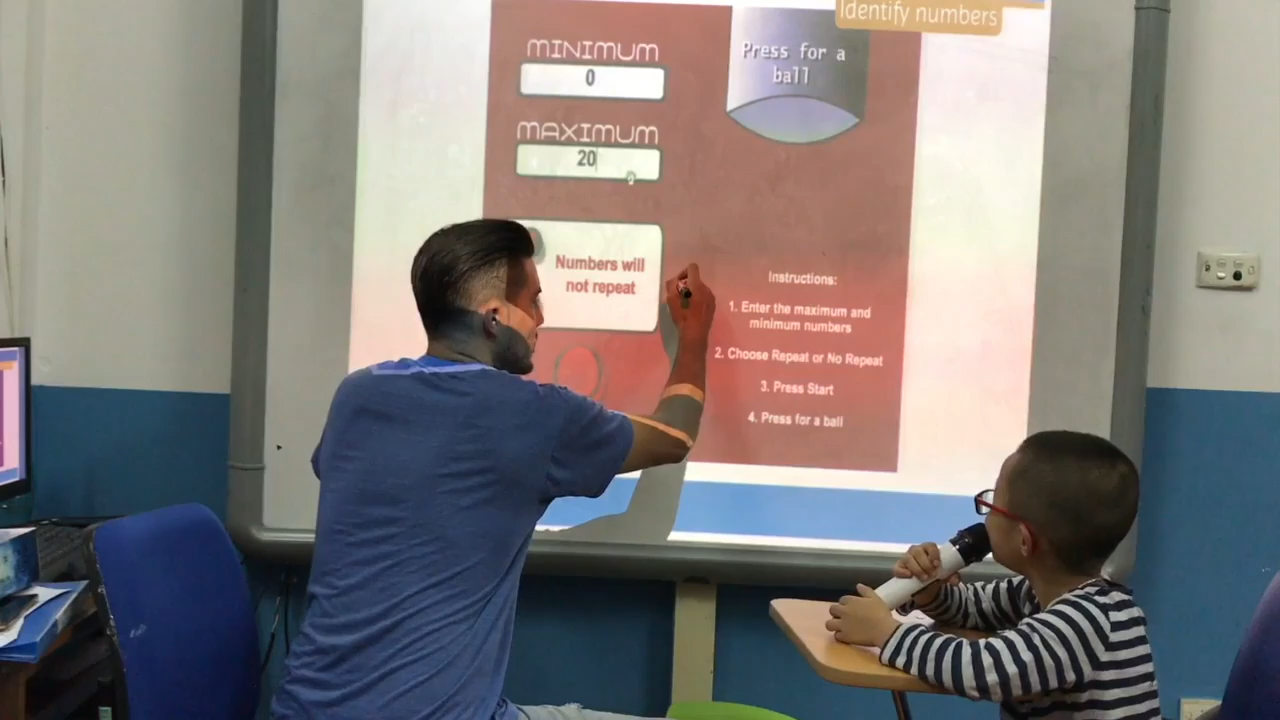 Identify numbers
MINIMUM
0
MAXIMUM
20
Press for a
ball
Numbers will
not repeat
Instructions:
1. Enter the maximum and
minimum numbers
2. Choose Repeat or No Repeat
3. Press Start
4. Press for a ball